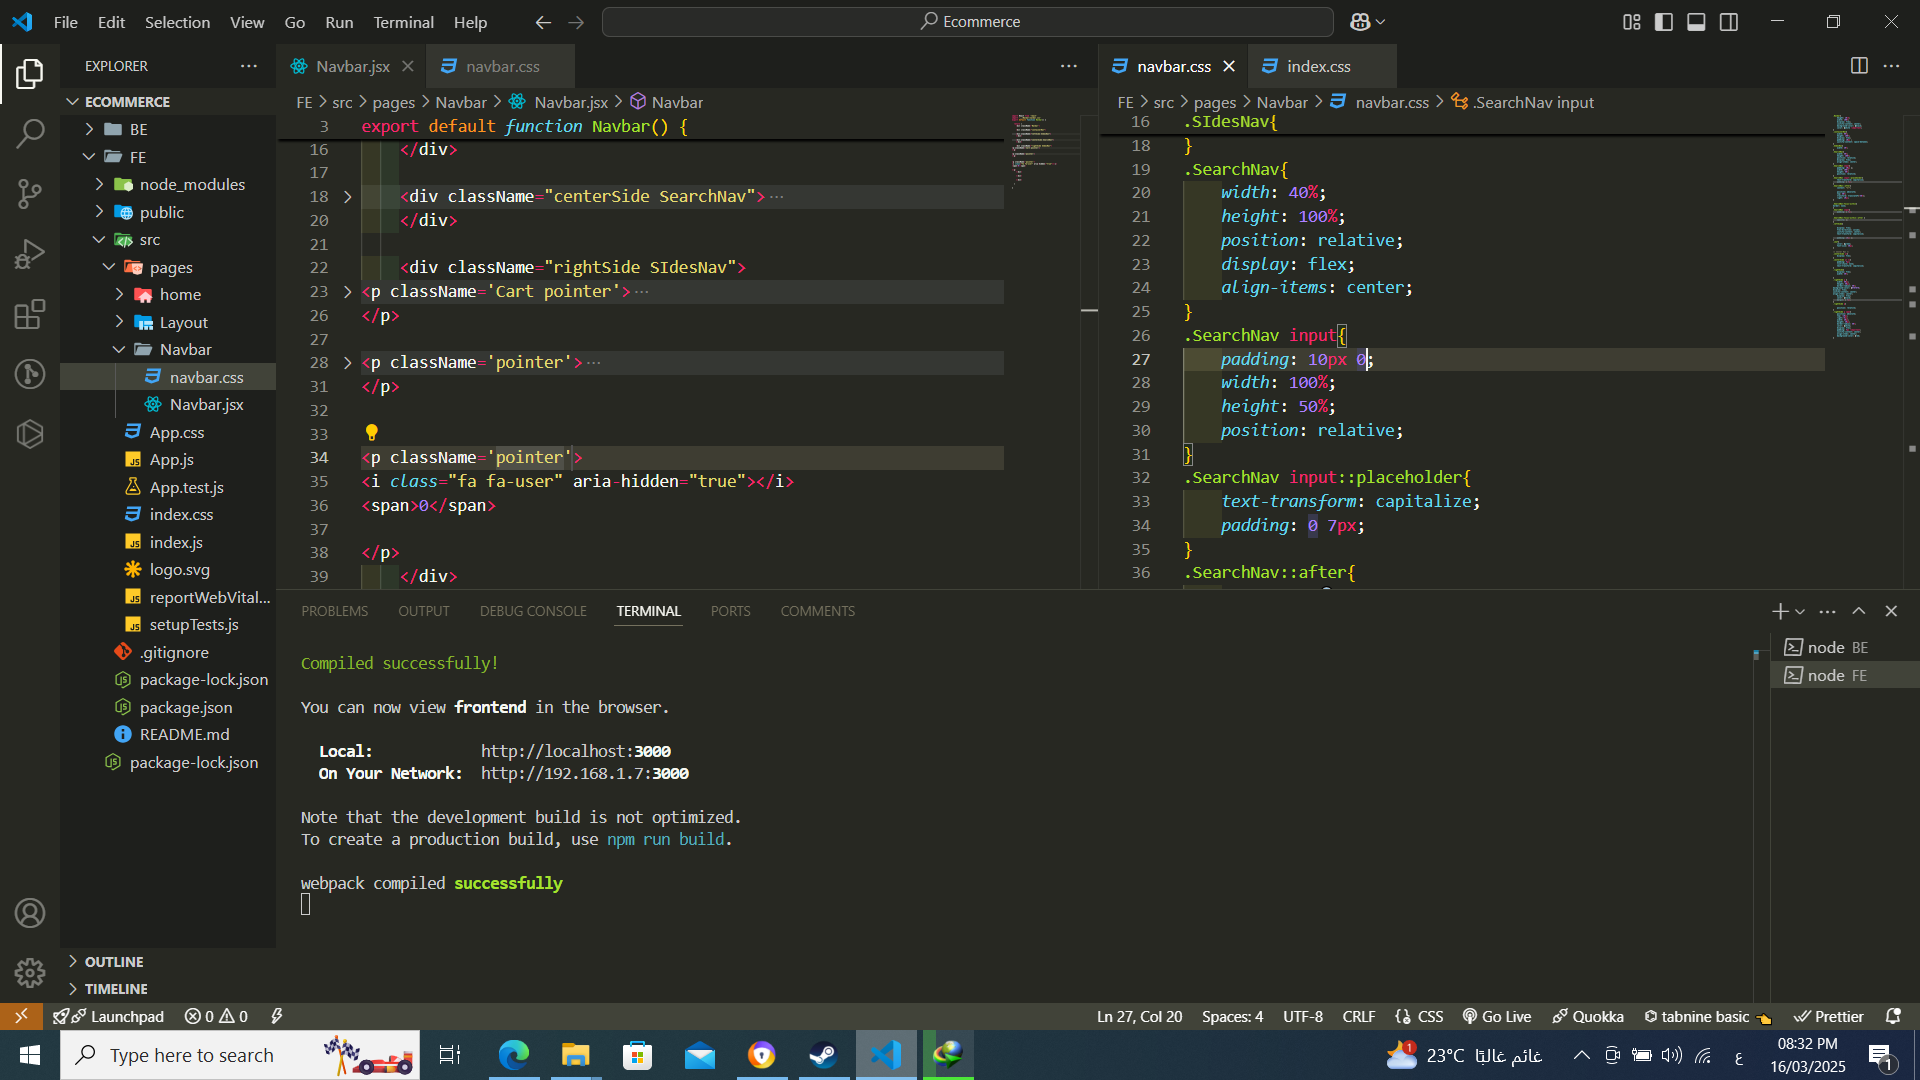 File Edit Selection View Go Run Terminal Help
Ecommerce
EXPLORER
ECOMMERCE
BE
FE
node_modules
public
src
pages
home
Layout
Navbar
navbar.css
Navbar.jsx
App.css
App.js
App.test.js
index.css
index.js
logo.svg
reportWebVital...
setupTests.js
.gitignore
package-lock.json
package.json
README.md
package-lock.json
OUTLINE
TIMELINE
Navbar.jsx navbar.css
FE > src > pages > Navbar > Navbar.jsx > Navbar
3 export default function Navbar() {
16 </div>
17
18 <div className="centerSide SearchNav">...
20 </div>
21
22 <div className="rightSide SIdesNav">
23 <p className='Cart pointer'>...
26 </p>
27
28 <p className='pointer'>...
31 </p>
32
33
34 <p className='pointer'>
35 <i class="fa fa-user" aria-hidden="true"></i>
36 <span>0</span>
37
38 </p>
39 </div>
navbar.css index.css
FE > src > pages > Navbar > navbar.css > .SearchNav input
16 .SIdesNav{
18 }
19 .SearchNav{
20 width: 40%;
21 height: 100%;
22 position: relative;
23 display: flex;
24 align-items: center;
25 }
26 .SearchNav input{
27 padding: 10px 0;
28 width: 100%;
29 height: 50%;
30 position: relative;
31 }
32 .SearchNav input::placeholder{
33 text-transform: capitalize;
34 padding: 0 7px;
35 }
36 .SearchNav::after{
PROBLEMS OUTPUT DEBUG CONSOLE TERMINAL PORTS COMMENTS
Compiled successfully!
You can now view frontend in the browser.
Local: http://localhost:3000
On Your Network: http://192.168.1.7:3000
Note that the development build is not optimized.
To create a production build, use npm run build.
webpack compiled successfully
node BE
node FE
Launchpad 0 0 Ln 27, Col 20 Spaces: 4 UTF-8 CRLF CSS Go Live Quokka tabnine basic Prettier
Type here to search
1 23°C غائم غالبًا ع 08:32 PM
16/03/2025
1